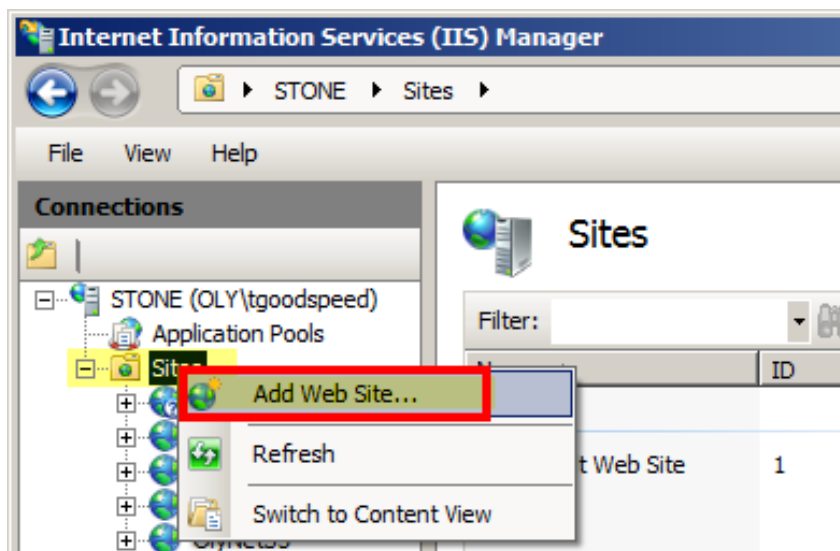 Internet Information Services (IIS) Manager
STONE Sites
File View Help
Connections
Sites
STONE (OLY\tgoodspeed)
Filter:
Application Pools
Sites
ID
Add Web Site...
Refresh
t Web Site 1
Switch to Content View